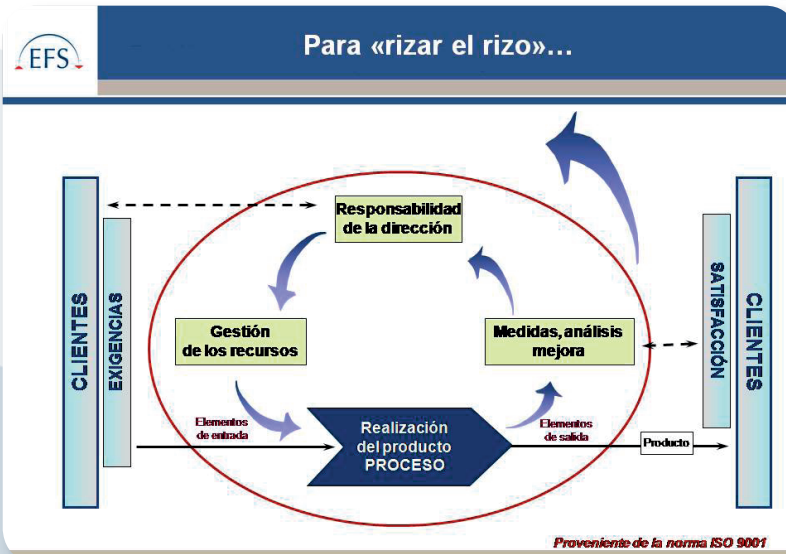 EFS
Para «rizar el rizo»...
CLIENTES
EXIGENCIAS
Responsabilidad
de la dirección
Gestión
de los recursos
Medidas, análisis
mejora
Elementos
de entrada
Realización
del producto
PROCESO
Elementos
de salida
Producto
SATISFACCIÓN
CLIENTES
Proveniente de la norma ISO 9001